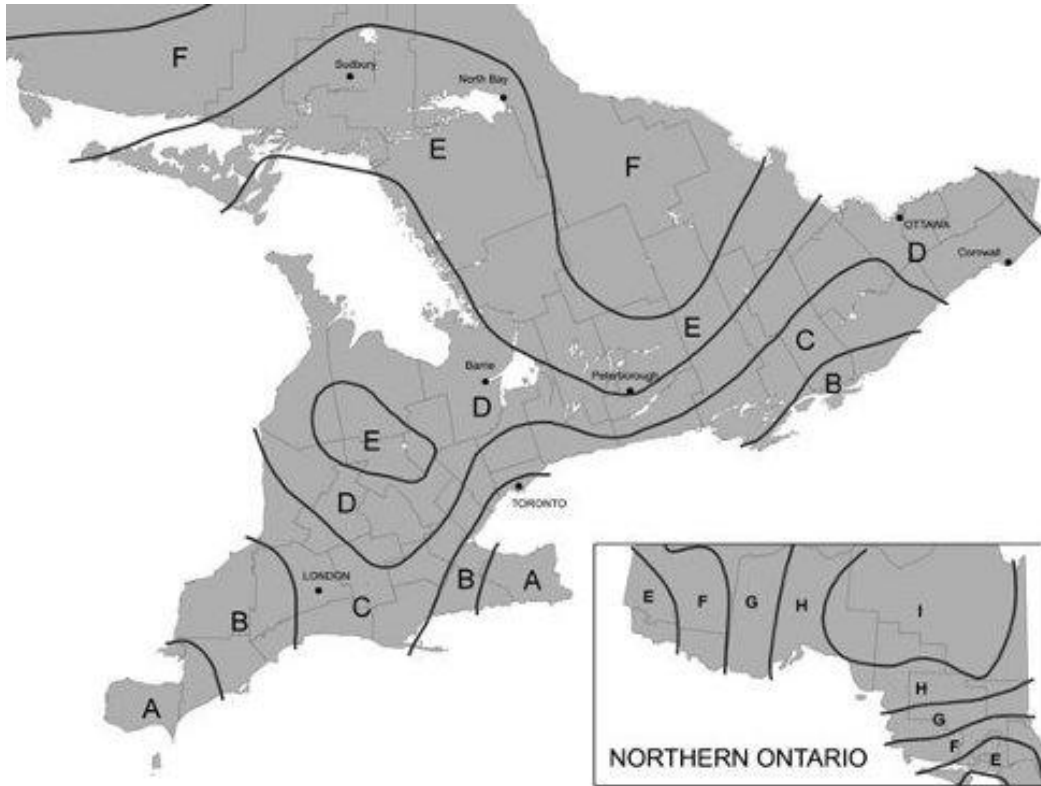 F
Sudbury
North Bay
E
F
OTTAWA
D
Cornwall
E
C
Barrie
Peterborough
B
D
E
D
TORONTO
LONDON
B
A
B
C
A
E
F
G
H
I
H
G
F
E
NORTHERN ONTARIO